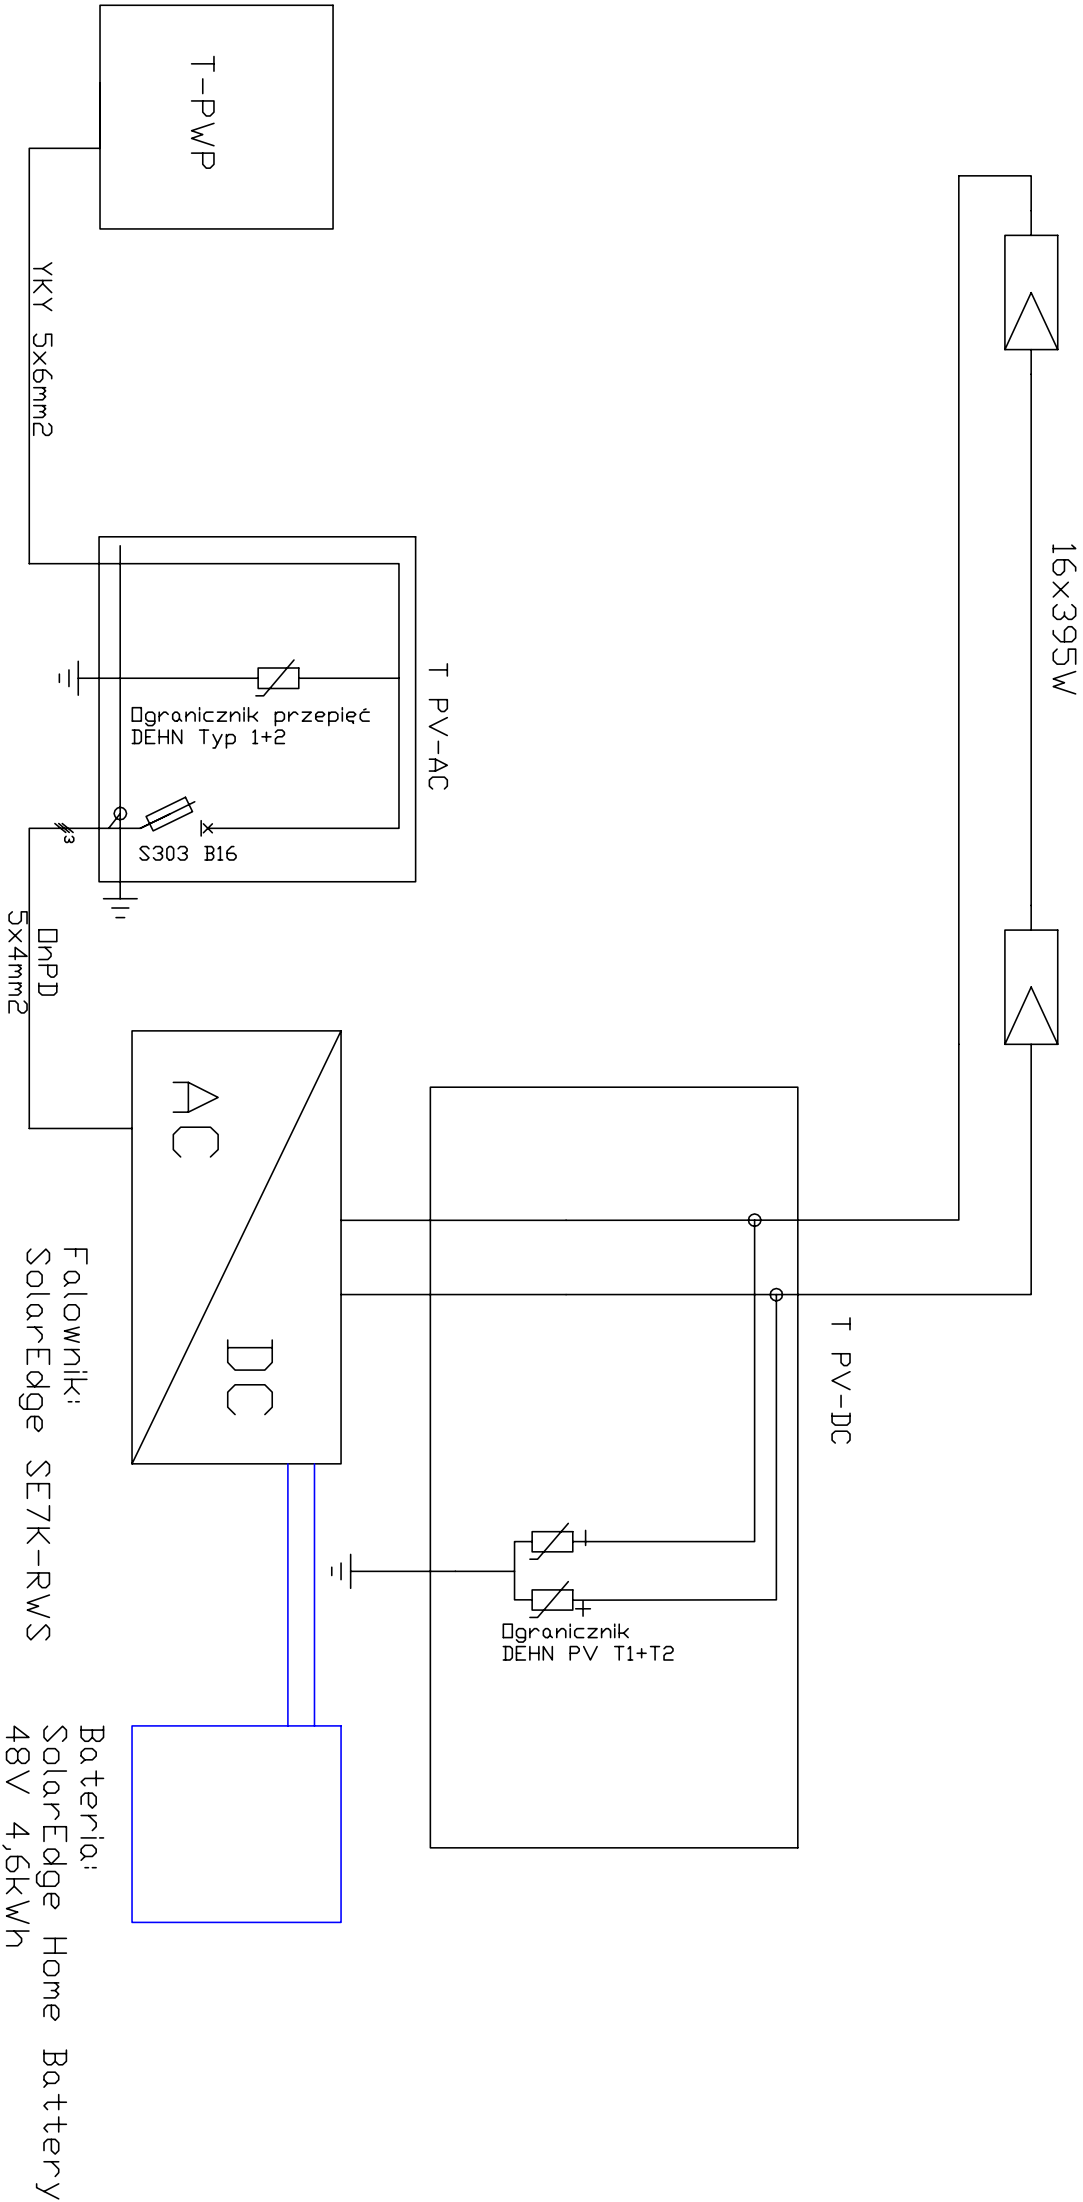 T-PWP
YKY 5x6mm2
16x395W
T PV-AC
Ogranicznik przepięć
DEHN Typ 1+2
S303 B16
3
OnPD
5x4mm2
AC
DC
T PV-DC
Ogranicznik
DEHN PV T1+T2
Falownik:
SolarEdge SE7K-RWS
Bateria:
SolarEdge Home Battery
48V 4,6kWh